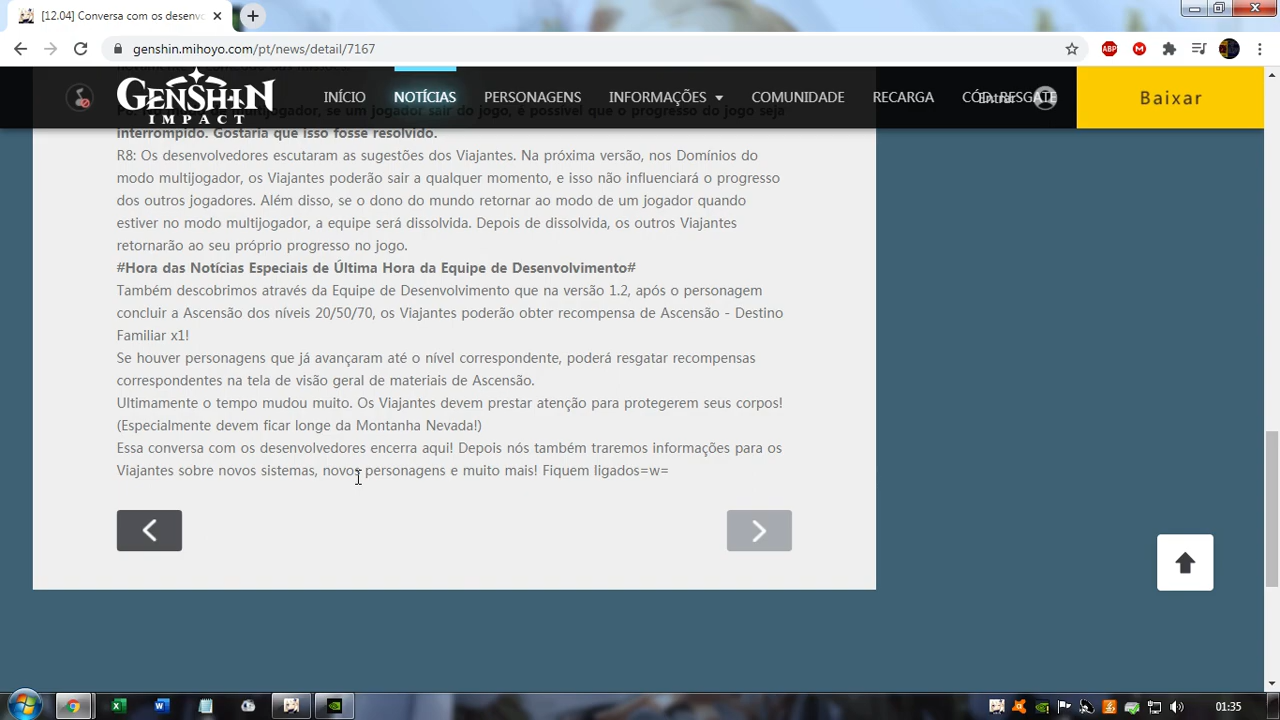 [12.04] Conversa com os desenvo
genshin.mihoyo.com/pt/news/detail/7167
ABP
M
GENSHIN
IMPACT
INÍCIO
NOTÍCIAS
PERSONAGENS
INFORMAÇÕES
COMUNIDADE
RECARGA
CÓD. RESGATE
Entrar
Baixar
interrompido. Gostaria que isso fosse resolvido.
R8: Os desenvolvedores escutaram as sugestões dos Viajantes. Na próxima versão, nos Domínios do
modo multijogador, os Viajantes poderão sair a qualquer momento, e isso não influenciará o progresso
dos outros jogadores. Além disso, se o dono do mundo retornar ao modo de um jogador quando
estiver no modo multijogador, a equipe será dissolvida. Depois de dissolvida, os outros Viajantes
retornarão ao seu próprio progresso no jogo.
#Hora das Notícias Especiais de Última Hora da Equipe de Desenvolvimento#
Também descobrimos através da Equipe de Desenvolvimento que na versão 1.2, após o personagem
concluir a Ascensão dos níveis 20/50/70, os Viajantes poderão obter recompensa de Ascensão - Destino
Familiar x1!
Se houver personagens que já avançaram até o nível correspondente, poderá resgatar recompensas
correspondentes na tela de visão geral de materiais de Ascensão.
Ultimamente o tempo mudou muito. Os Viajantes devem prestar atenção para protegerem seus corpos!
(Especialmente devem ficar longe da Montanha Nevada!)
Essa conversa com os desenvolvedores encerra aqui! Depois nós também traremos informações para os
Viajantes sobre novos sistemas, novos personagens e muito mais! Fiquem ligados=w=
01:35